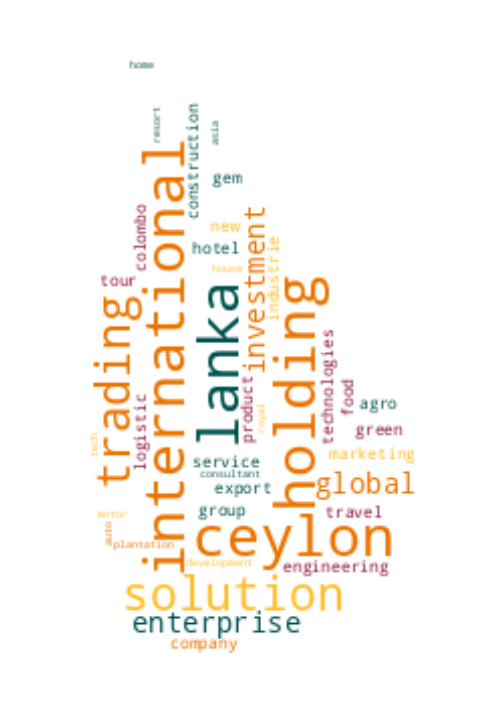 home
resort
construction
asia
international
gem
colombo
new
investment
hotel
industrie
house
tour
lanka
holding
trading
technologies
product
food
logistic
royal
agro
green
tech
marketing
service
consultant
global
export
group
travel
motor
auto
ceylon
plantation
development
engineering
solution
enterprise
company